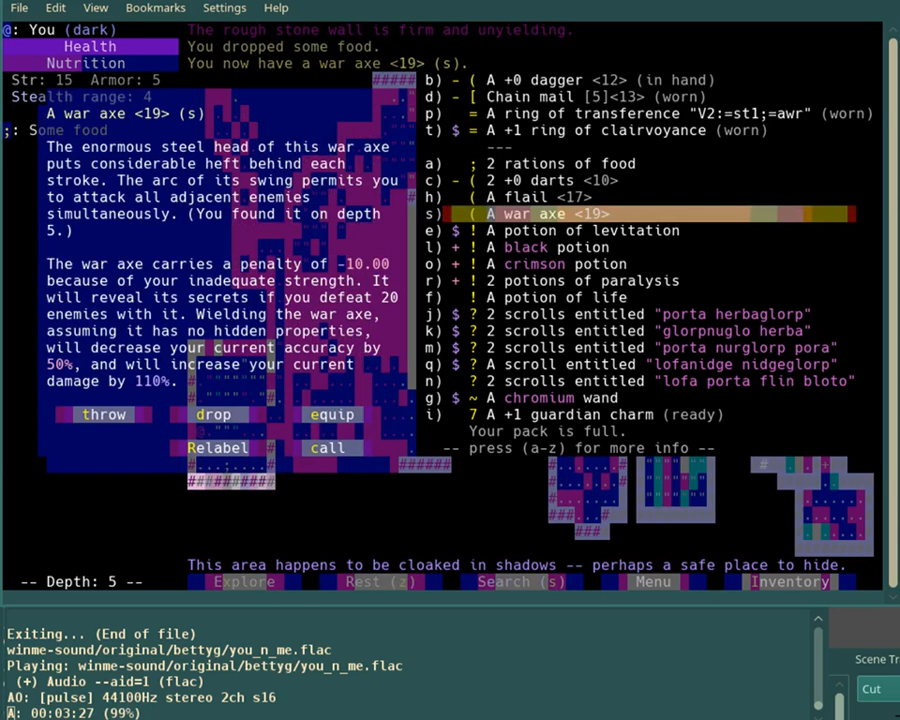 File Edit View Bookmarks Settings Help
@: You (dark)
The rough stone wall is firm and unyielding.
Health
You dropped some food.
Nutrition
You now have a war axe <19> (s).
Str: 15 Armor: 5
Stealth range: 4
;: Some food
A war axe <19> (s)
The enormous steel head of this war axe
puts considerable heft behind each
stroke. The arc of its swing permits you
to attack all adjacent enemies
simultaneously. (You found it on depth
5.)
The war axe carries a penalty of -10.00
because of your inadequate strength. It
will reveal its secrets if you defeat 20
enemies with it. Wielding the war axe,
assuming it has no hidden properties,
will decrease your current accuracy by
50%, and will increase your current
damage by 110%.
throw drop equip
Relabel call
b) - ( A +0 dagger <12> (in hand)
d) - [ Chain mail [5]<13> (worn)
p) = A ring of transference "V2:=st1;=awr" (worn)
t) $ = A +1 ring of clairvoyance (worn)
---
a) ; 2 rations of food
c) - ( 2 +0 darts <10>
h) ( A flail <17>
s) ( A war axe <19>
e) $ ! A potion of levitation
l) + ! A black potion
o) + ! A crimson potion
r) + ! 2 potions of paralysis
f) ! A potion of life
j) $ ? 2 scrolls entitled "porta herbaglorp"
k) $ ? 2 scrolls entitled "glorpnuglo herba"
m) $ ? 2 scrolls entitled "porta nurglorp pora"
q) $ ? A scroll entitled "lofanidge nidgeglorp"
n) ? 2 scrolls entitled "lofa porta flin bloto"
g) $ ~ A chromium wand
i) 7 A +1 guardian charm (ready)
Your pack is full.
-- press (a-z) for more info --
This area happens to be cloaked in shadows -- perhaps a safe place to hide.
-- Depth: 5 -- Explore Rest (z) Search (s) Menu Inventory
Exiting... (End of file)
winme-sound/original/bettyg/you_n_me.flac
Playing: winme-sound/original/bettyg/you_n_me.flac
(+) Audio --aid=1 (flac)
AO: [pulse] 44100Hz stereo 2ch s16
A: 00:03:27 (99%)
Scene Tr
Cut